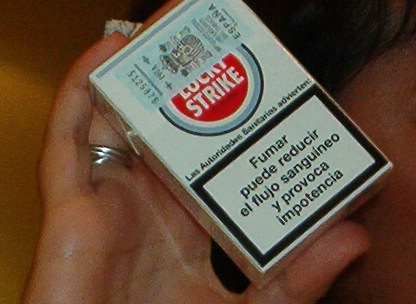 ESPAÑA
LUCKY
STRIKE
Las Autoridades Sanitarias advierten:
Fumar
puede reducir
el flujo sanguíneo
y provoca
impotencia